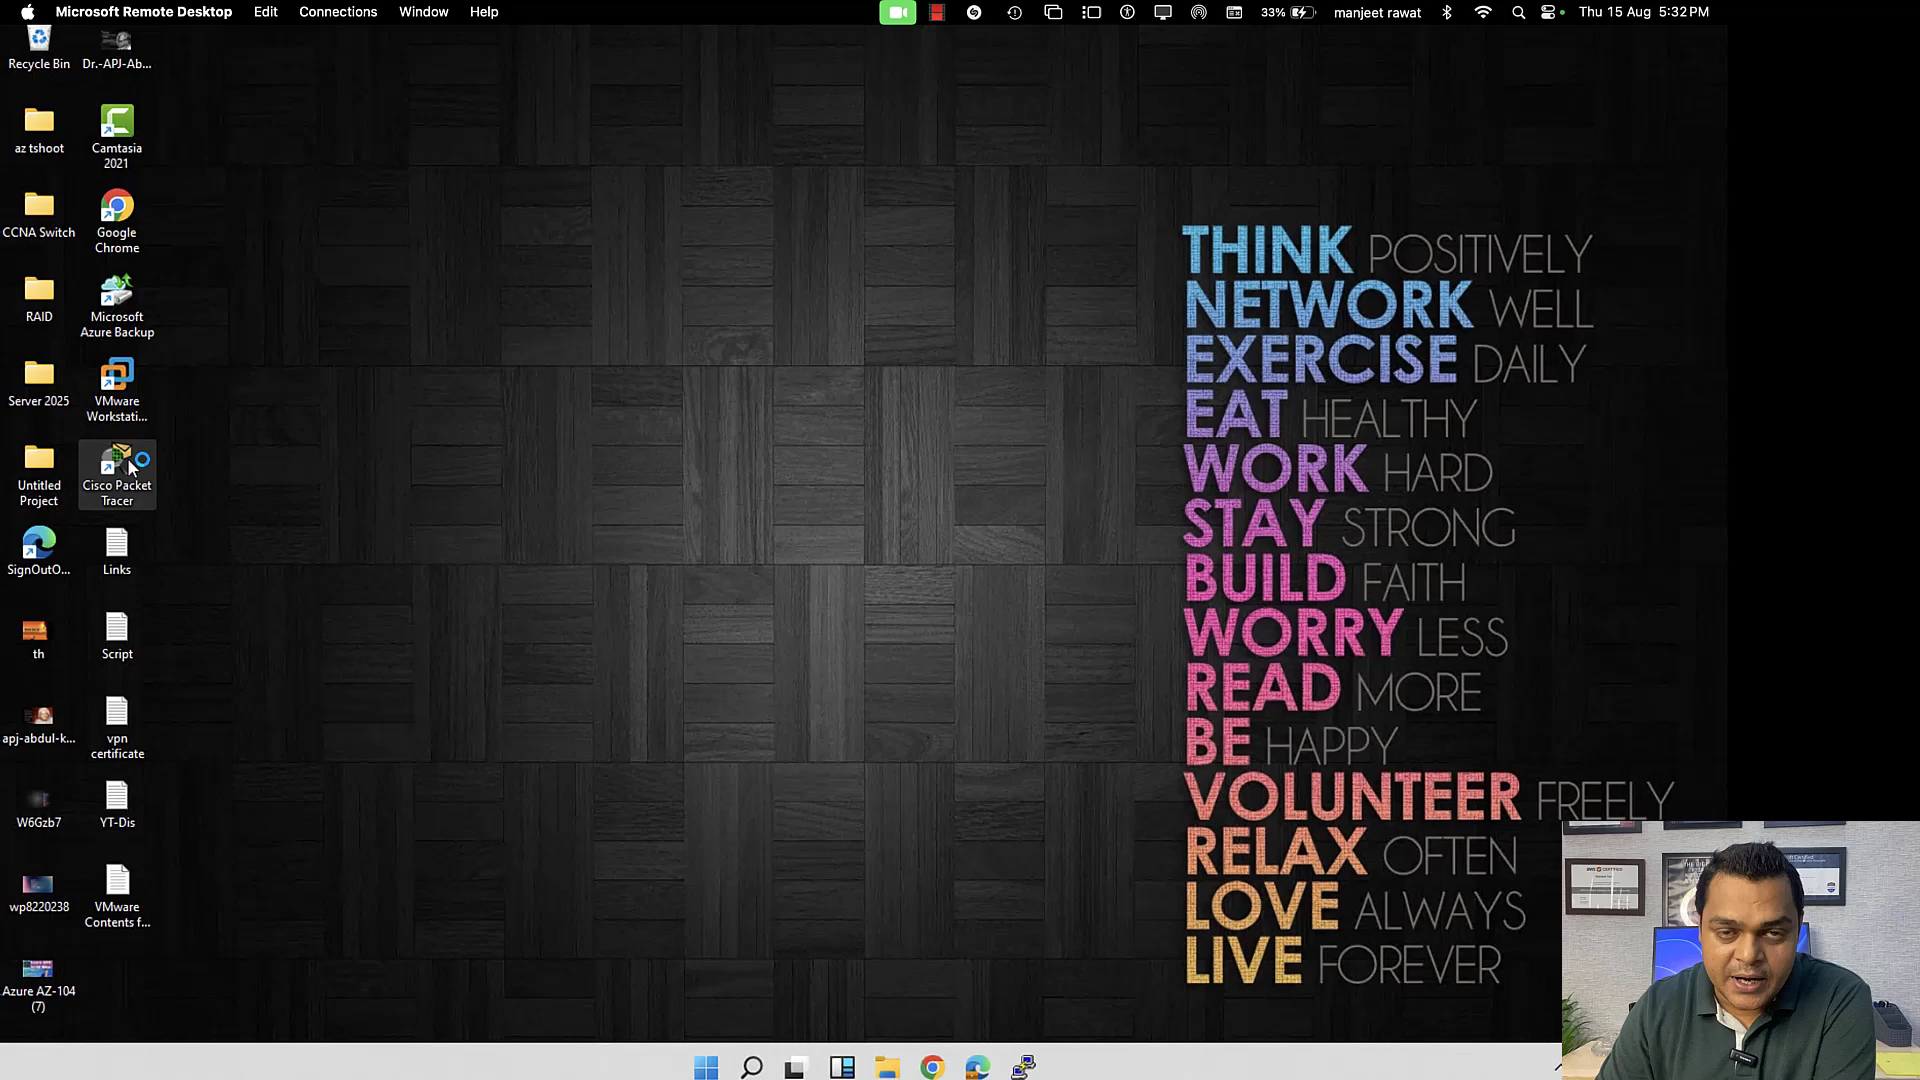 Microsoft Remote Desktop Edit Connections Window Help
33% manjeet rawat Thu 15 Aug 5:32 PM
Recycle Bin
Dr.-APJ-Ab...
az tshoot
Camtasia
2021
CCNA Switch
Google
Chrome
RAID
Microsoft
Azure Backup
Server 2025
VMware
Workstati...
Untitled
Project
Cisco Packet
Tracer
SignOutO...
Links
th
Script
apj-abdul-k...
vpn
certificate
W6Gzb7
YT-Dis
wp8220238
VMware
Contents f...
Azure AZ-104
(7)
THINK POSITIVELY
NETWORK WELL
EXERCISE DAILY
EAT HEALTHY
WORK HARD
STAY STRONG
BUILD FAITH
WORRY LESS
READ MORE
BE HAPPY
VOLUNTEER FREELY
RELAX OFTEN
LOVE ALWAYS
LIVE FOREVER